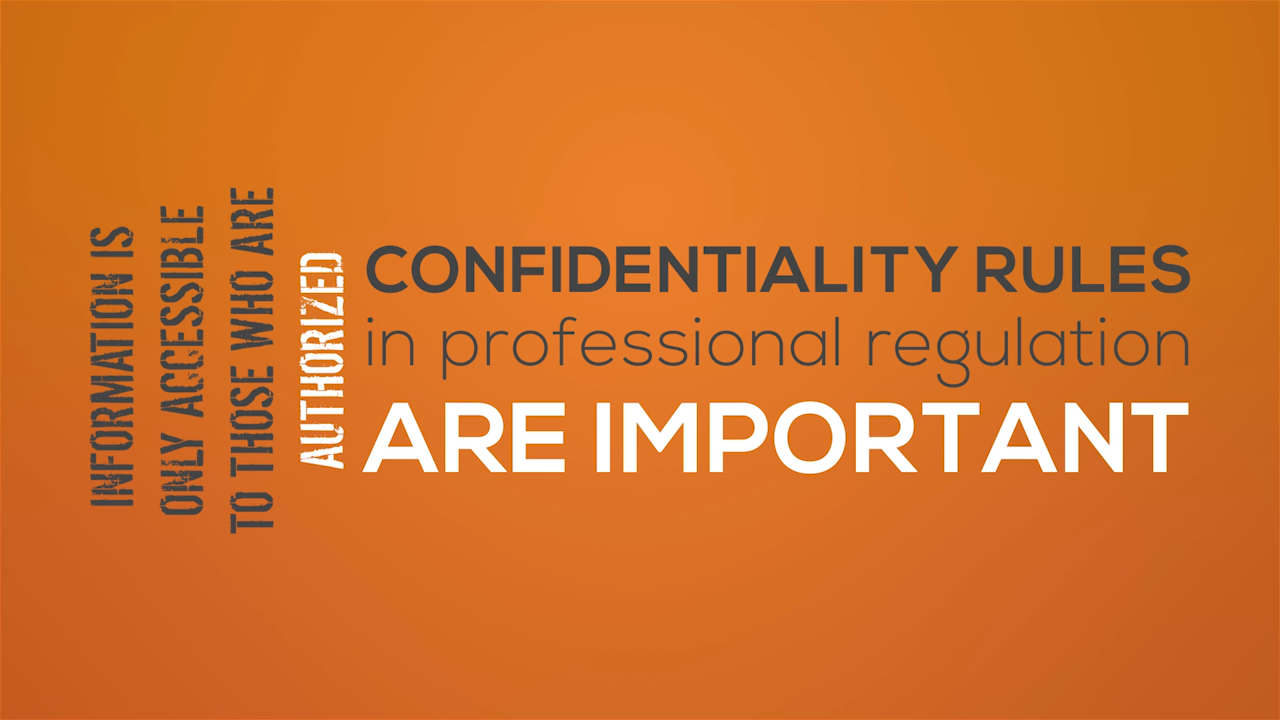 INFORMATION IS
ONLY ACCESSIBLE
TO THOSE WHO ARE
AUTHORIZED
CONFIDENTIALITY RULES
in professional regulation
ARE IMPORTANT